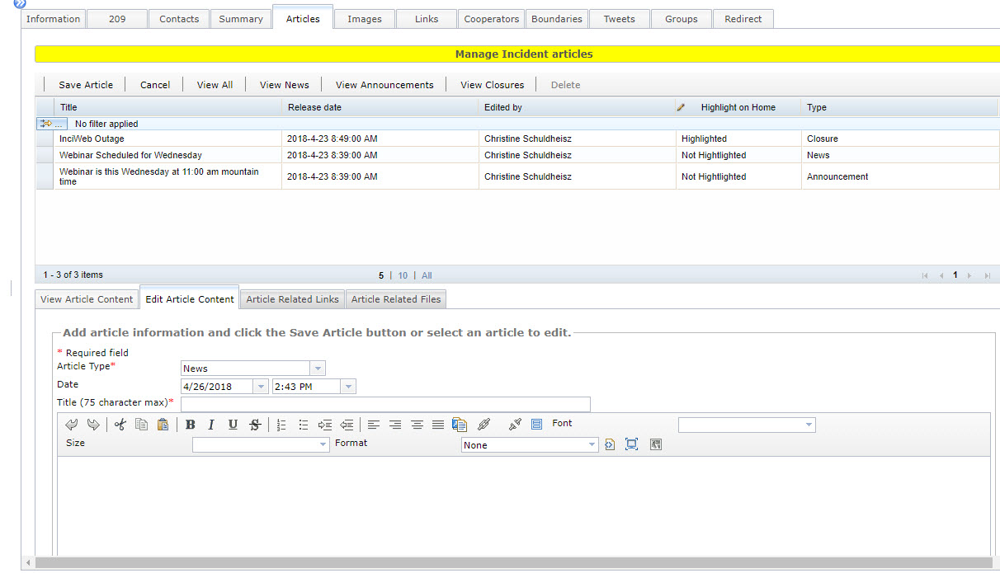 Information 209 Contacts Summary Articles Images Links Cooperators Boundaries Tweets Groups Redirect
Manage Incident articles
Save Article Cancel View All View News View Announcements View Closures Delete
Title Release date Edited by Highlight on Home Type
... No filter applied
InciWeb Outage 2018-4-23 8:49:00 AM Christine Schuldheisz Highlighted Closure
Webinar Scheduled for Wednesday 2018-4-23 8:39:00 AM Christine Schuldheisz Not Hightlighted News
Webinar is this Wednesday at 11:00 am mountain
time 2018-4-23 8:39:00 AM Christine Schuldheisz Not Hightlighted Announcement
1 - 3 of 3 items 5 | 10 | All 1
View Article Content Edit Article Content Article Related Links Article Related Files
Add article information and click the Save Article button or select an article to edit.
* Required field
Article Type* News
Date 4/26/2018 2:43 PM
Title (75 character max)*
B I U S Font
Size Format None